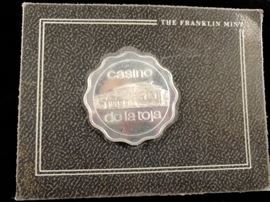 THE FRANKLIN MINT
casino
de la toja